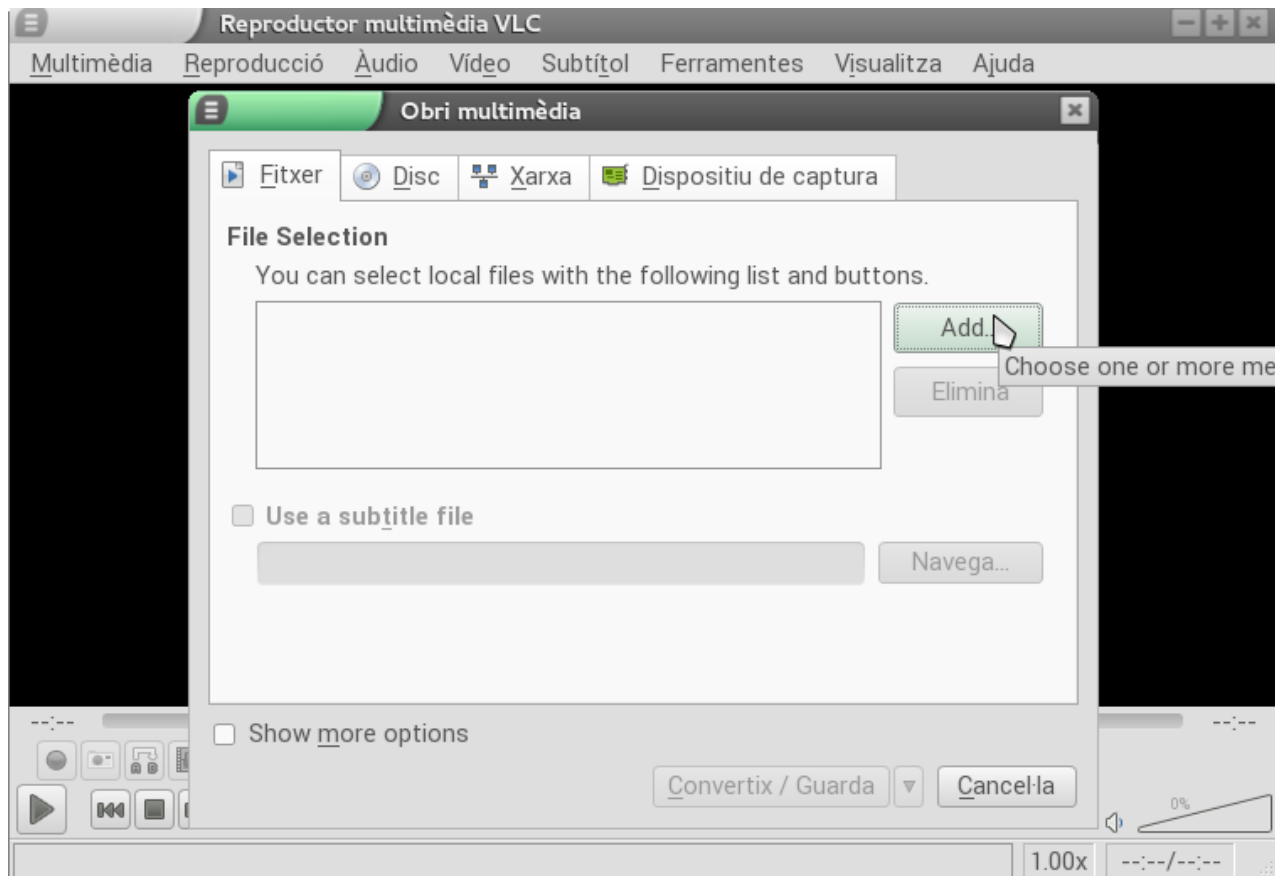 Reproductor multimèdia VLC
Multimèdia Reproducció Àudio Vídeo Subtítol Ferramentes Visualitza Ajuda
Obri multimèdia
Fitxer Disc Xarxa Dispositiu de captura
File Selection
You can select local files with the following list and buttons.
Add...
Choose one or more me
Elimina
Use a subtitle file
Navega...
--:-- --:--
Show more options
A B
Convertix / Guarda Cancel·la
0%
1.00x --:--/--:--